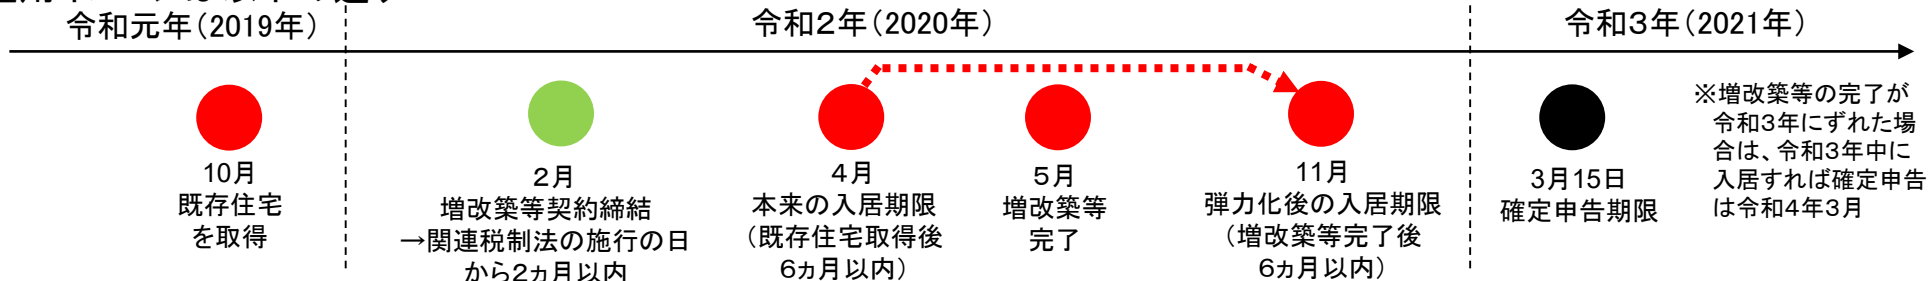 令和元年(2019年)
令和2年(2020年)
令和3年(2021年)
10月
既存住宅
を取得
2月
増改築等契約締結
→関連税制法の施行の日
から2ヵ月以内
4月
本来の入居期限
(既存住宅取得後
6ヵ月以内)
5月
増改築等
完了
11月
弾力化後の入居期限
(増改築等完了後
6ヵ月以内)
3月15日
確定申告期限
※増改築等の完了が
令和3年にずれた場
合は、令和3年中に
入居すれば確定申告
は令和4年3月